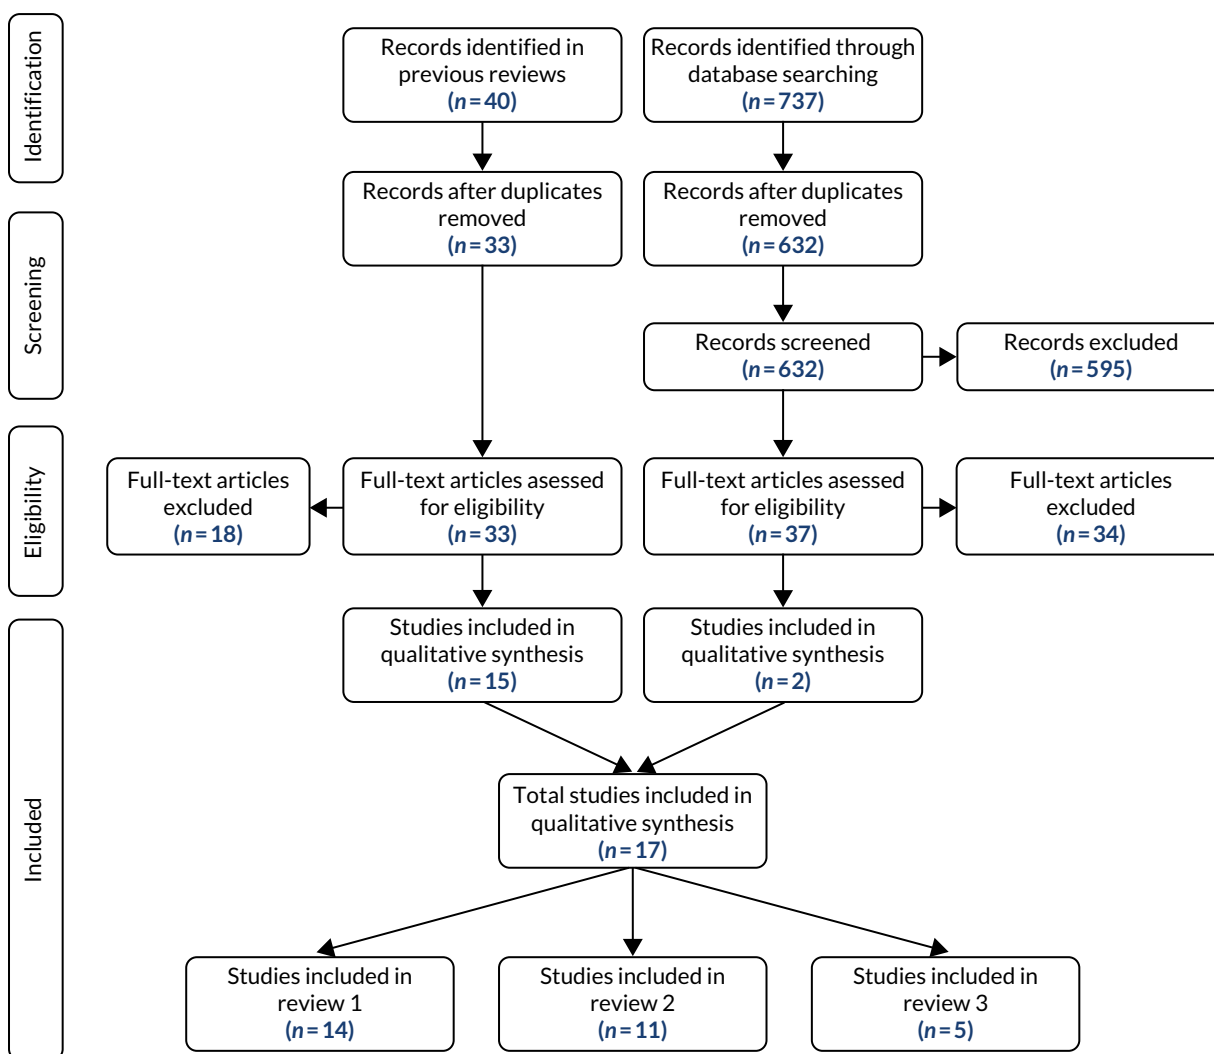 Identification
Records identified in
previous reviews
(n=40)
Records identified through
database searching
(n=737)
Records after duplicates
removed
(n=33)
Records after duplicates
removed
(n=632)
Screening
Records screened
(n=632)
Records excluded
(n=595)
Eligibility
Full-text articles
excluded
(n=18)
Full-text articles asessed
for eligibility
(n=33)
Full-text articles asessed
for eligibility
(n=37)
Full-text articles
excluded
(n=34)
Included
Studies included in
qualitative synthesis
(n=15)
Studies included in
qualitative synthesis
(n=2)
Total studies included in
qualitative synthesis
(n=17)
Studies included in
review 1
(n=14)
Studies included in
review 2
(n=11)
Studies included in
review 3
(n=5)